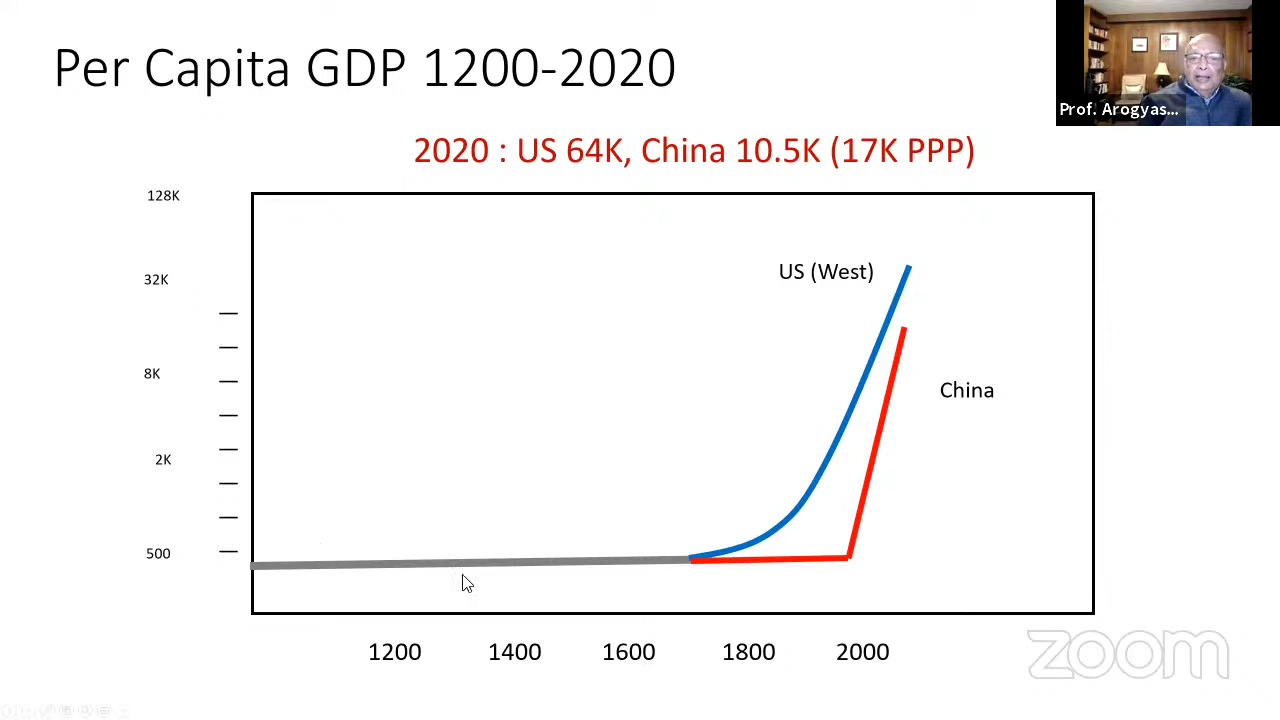 Per Capita GDP 1200-2020
Prof. Arogyas...
2020 : US 64K, China 10.5K (17K PPP)
128K
US (West)
32K
8K
China
2K
500
1200 1400 1600 1800 2000
zoom